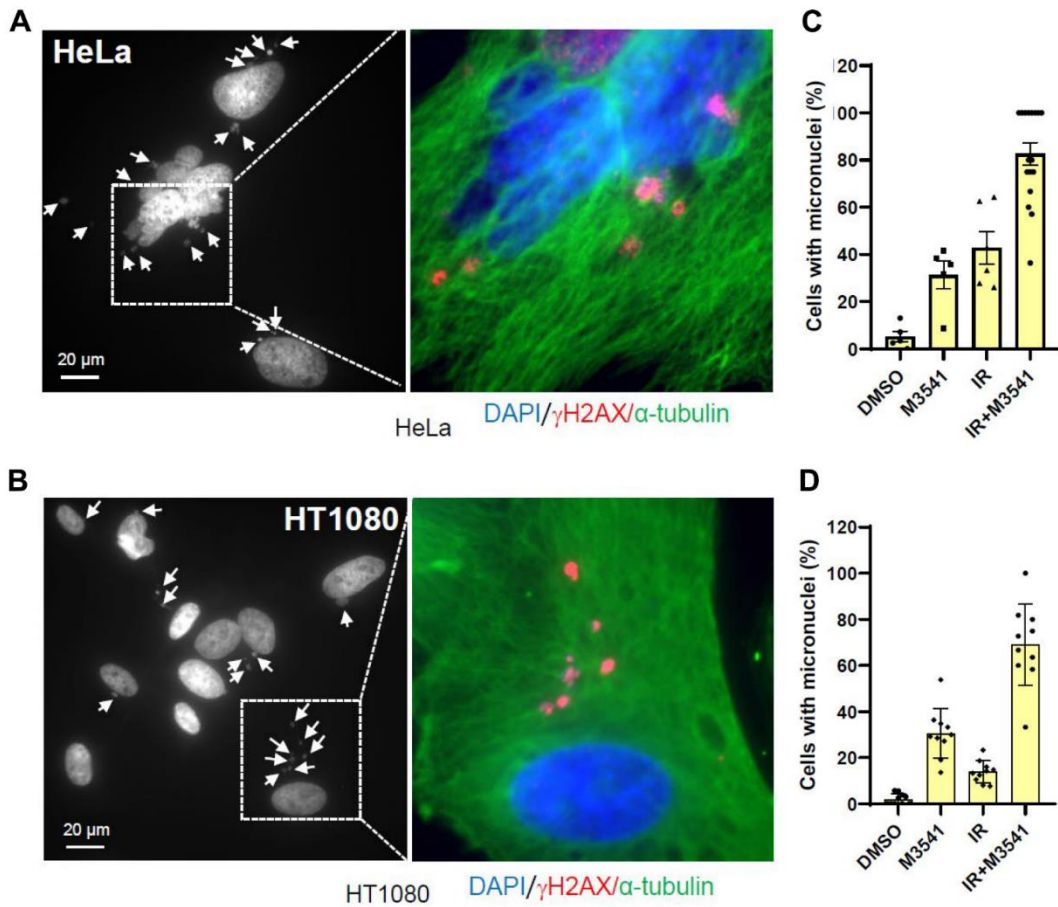 A
HeLa
20 μm
HeLa
DAPI/γH2AX/α-tubulin
C
Cells with micronuclei (%)
20
100
80
60
40
20
0
DMSO
M3541
IR
IR+M3541
B
HT1080
20 μm
HT1080
DAPI/γH2AX/α-tubulin
D
Cells with micronuclei (%)
120
100
80
60
40
20
0
DMSO
M3541
IR
IR+M3541